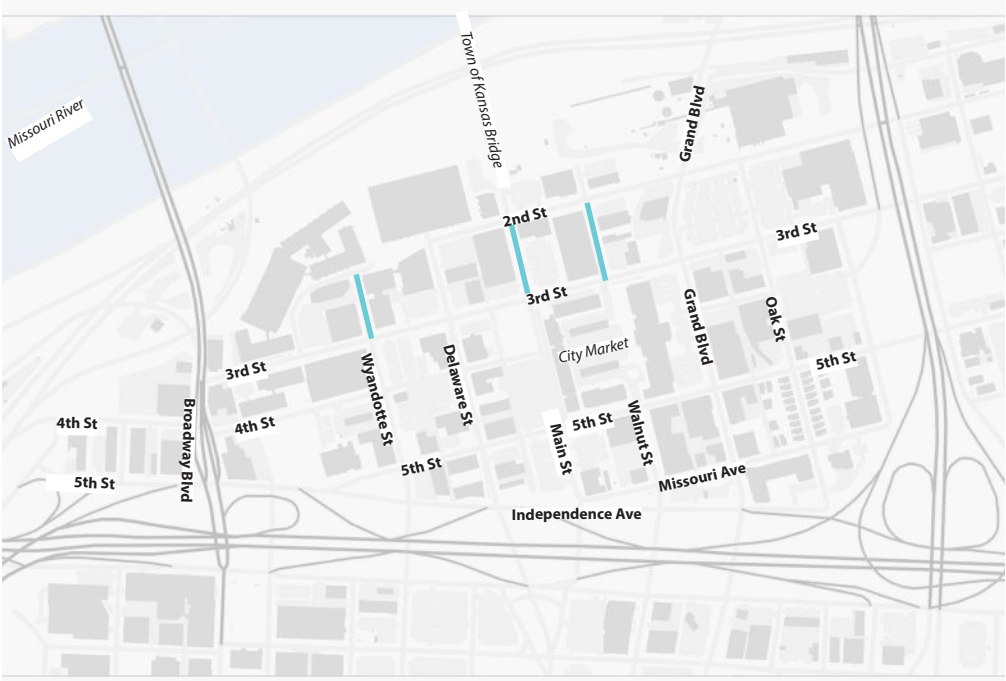 Missouri River
Town of Kansas Bridge
Grand Blvd
2nd St
3rd St
3rd St
City Market
Grand Blvd
Oak St
5th St
3rd St
Wyandotte St
Delaware St
4th St
Broadway Blvd
4th St
5th St
5th St
Main St
5th St
Walnut St
Missouri Ave
Independence Ave